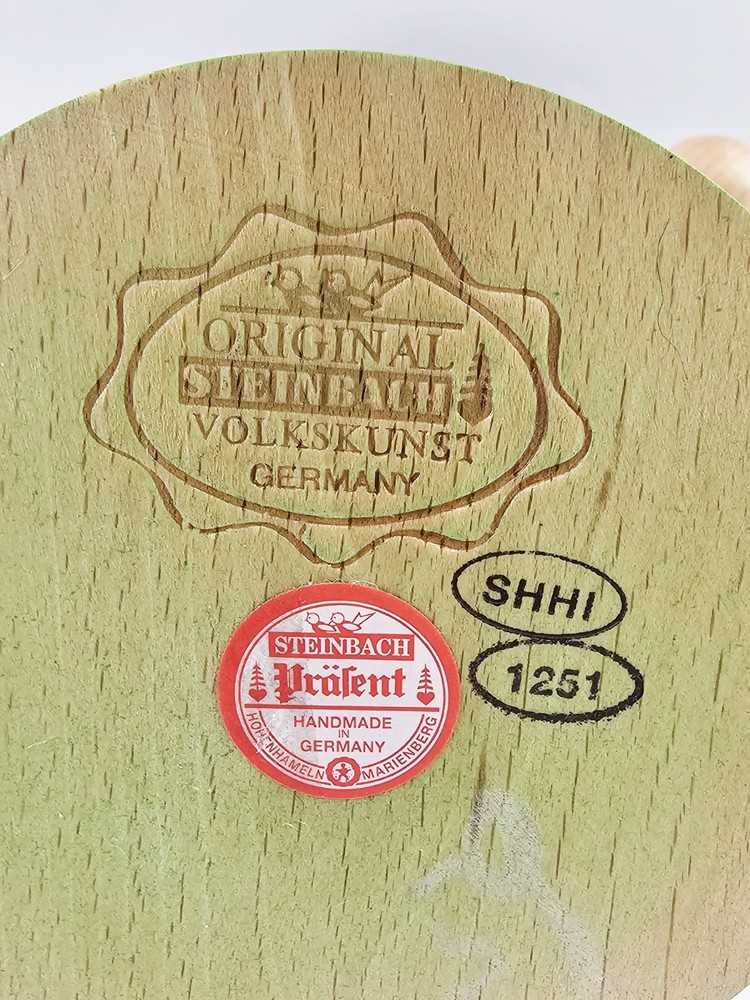 ORIGINAL
STEINBACH
VOLKSKUNST
GERMANY
SHHI
1251
STEINBACH
Präſent
HANDMADE
IN
GERMANY
HOHENHAMELN MARIENBERG